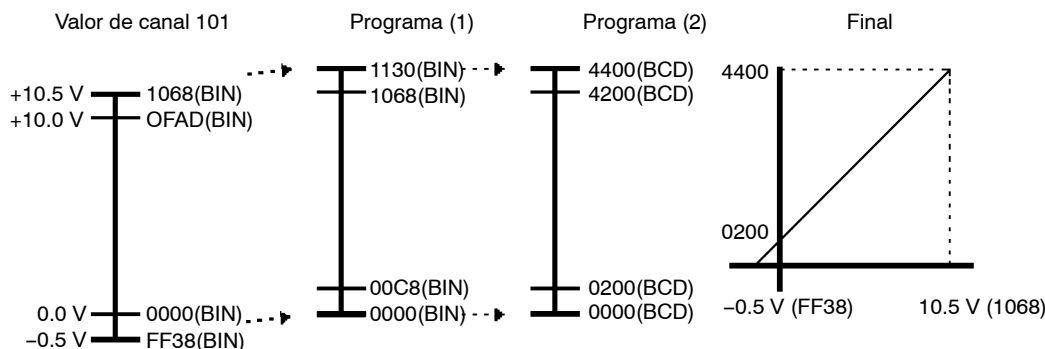 Valor de canal 101
Programa (1)
Programa (2)
Final
+10.5 V
1068(BIN)
+10.0 V
OFAD(BIN)
0.0 V
0000(BIN)
−0.5 V
FF38(BIN)
1130(BIN)
1068(BIN)
00C8(BIN)
0000(BIN)
4400(BCD)
4200(BCD)
0200(BCD)
0000(BCD)
4400
0200
−0.5 V (FF38)
10.5 V (1068)